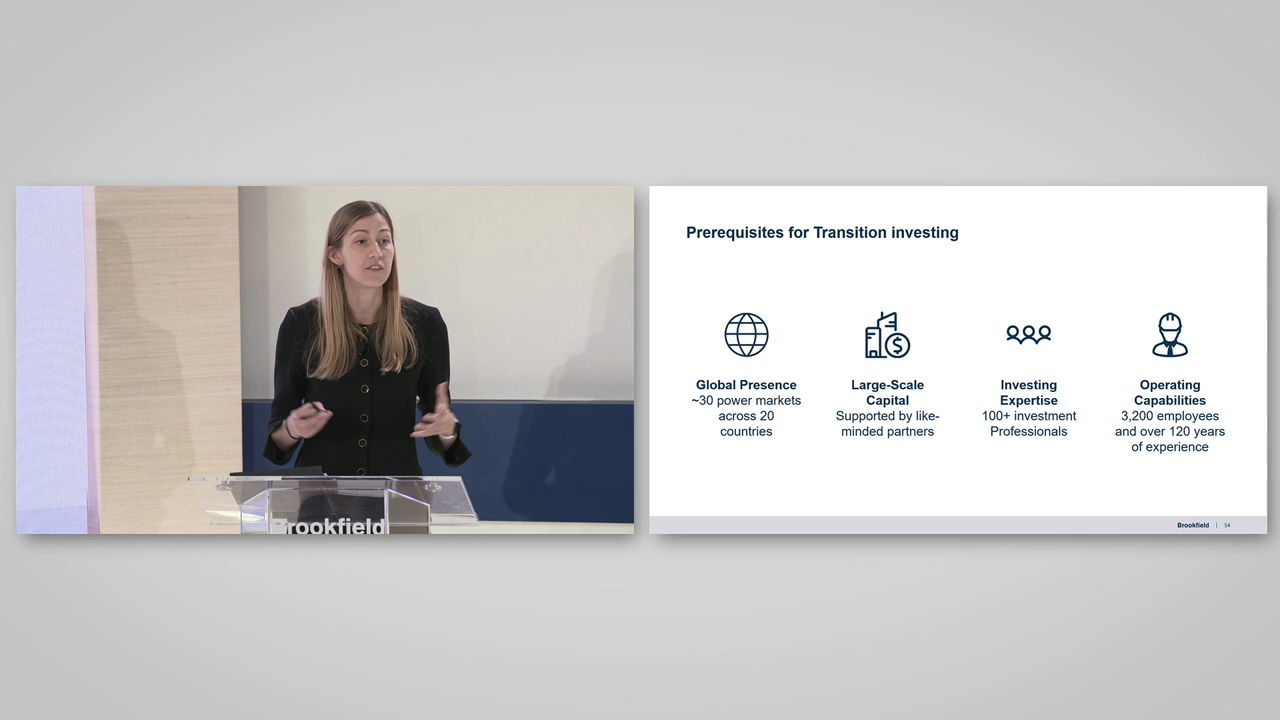 Brookfield
Prerequisites for Transition investing
Global Presence
~30 power markets
across 20
countries
Large-Scale
Capital
Supported by like-
minded partners
Investing
Expertise
100+ investment
Professionals
Operating
Capabilities
3,200 employees
and over 120 years
of experience
Brookfield | 54